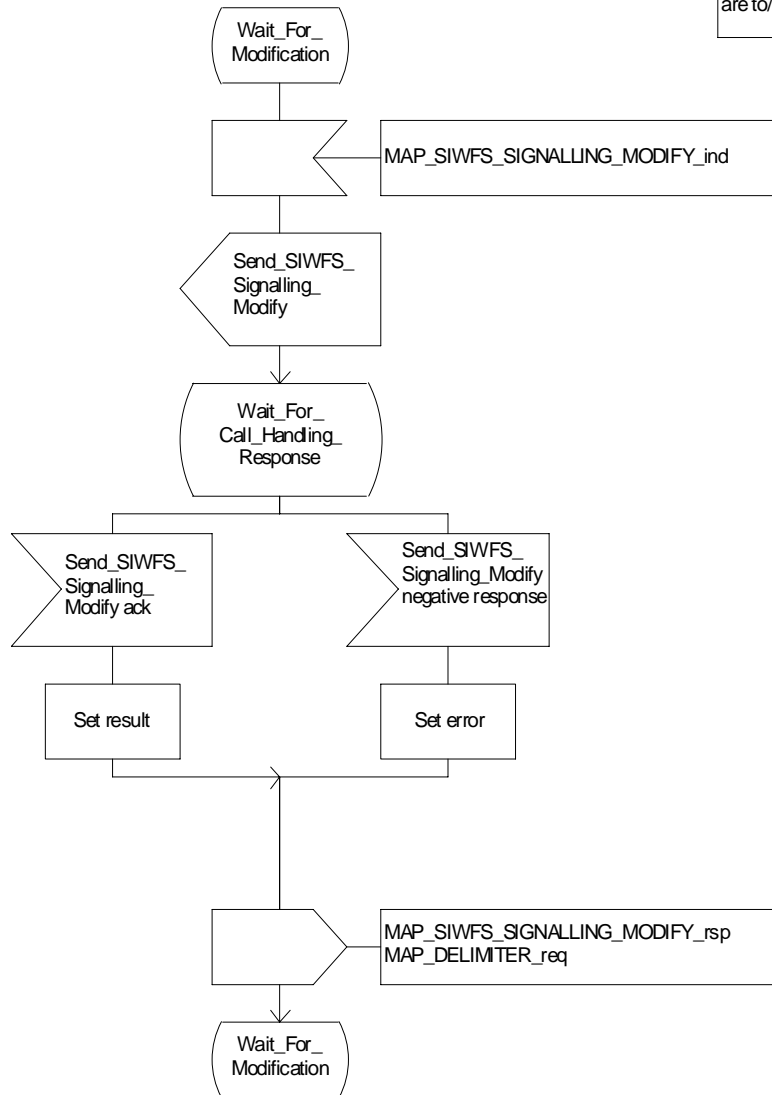 are to/
Wait_For_
Modification
MAP_SIWFS_SIGNALLING_MODIFY_ind
Send_SIWFS_
Signalling_
Modify
Wait_For_
Call_Handling_
Response
Send_SIWFS_
Signalling_
Modify ack
Send_SIWFS_
Signalling_Modify
negative response
Set result
Set error
MAP_SIWFS_SIGNALLING_MODIFY_rsp
MAP_DELIMITER_req
Wait_For_
Modification